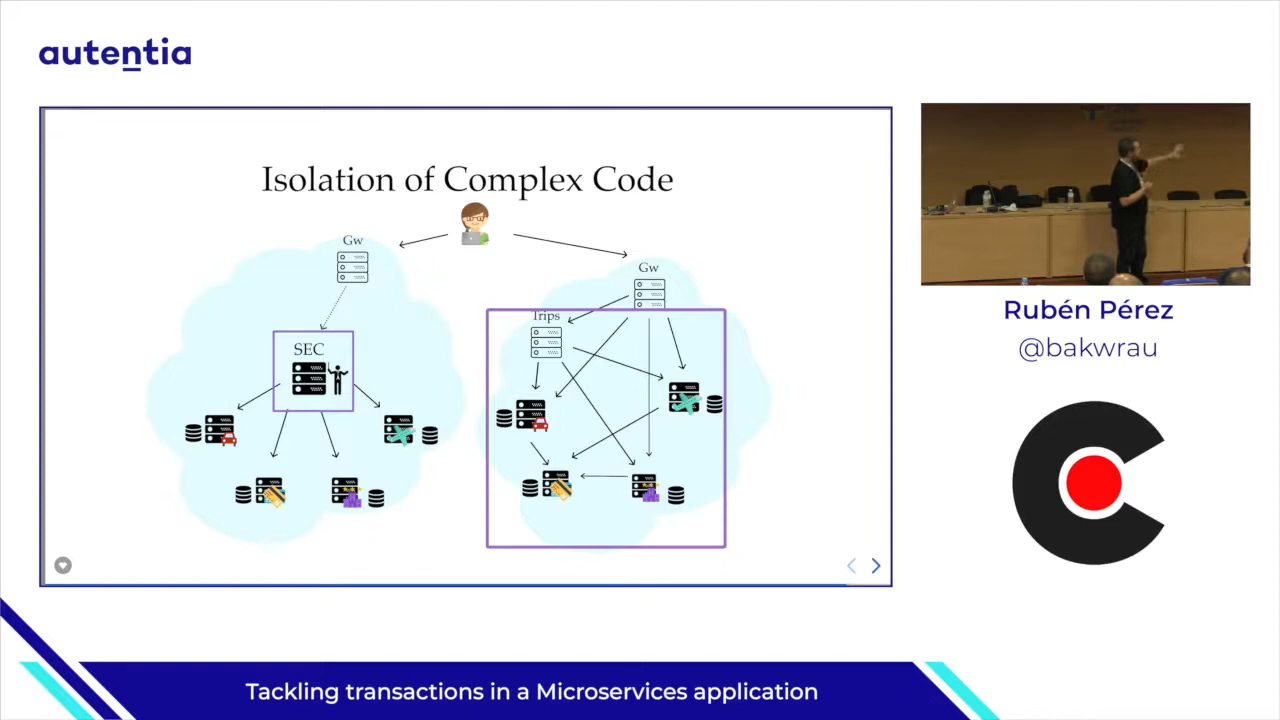 autentia
Isolation of Complex Code
Gw
Gw
Trips
SEC
Rubén Pérez
@bakwrau
Tackling transactions in a Microservices application